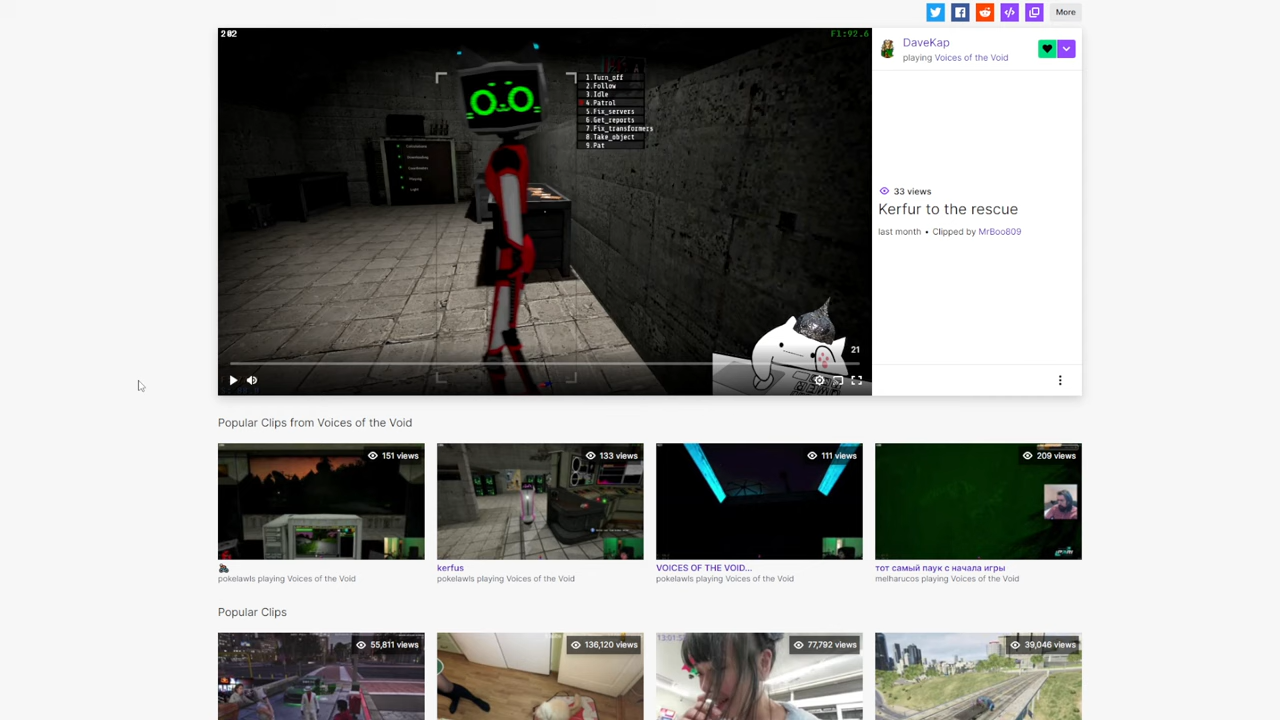 More
202
F1:92.6
1.Turn_off
2.Follow
3.Idle
4.Patrol
5.Fix_servers
6.Get_reports
7.Fix_transformers
8.Take_object
9.Pat
21
DaveKap
playing Voices of the Void
33 views
Kerfur to the rescue
last month • Clipped by MrBoo809
Popular Clips from Voices of the Void
151 views
133 views
111 views
209 views
kerfus
VOICES OF THE VOID...
тот самый паук с начала игры
pokelawls playing Voices of the Void
pokelawls playing Voices of the Void
pokelawls playing Voices of the Void
melharucos playing Voices of the Void
Popular Clips
55,811 views
136,120 views
77,792 views
39,046 views